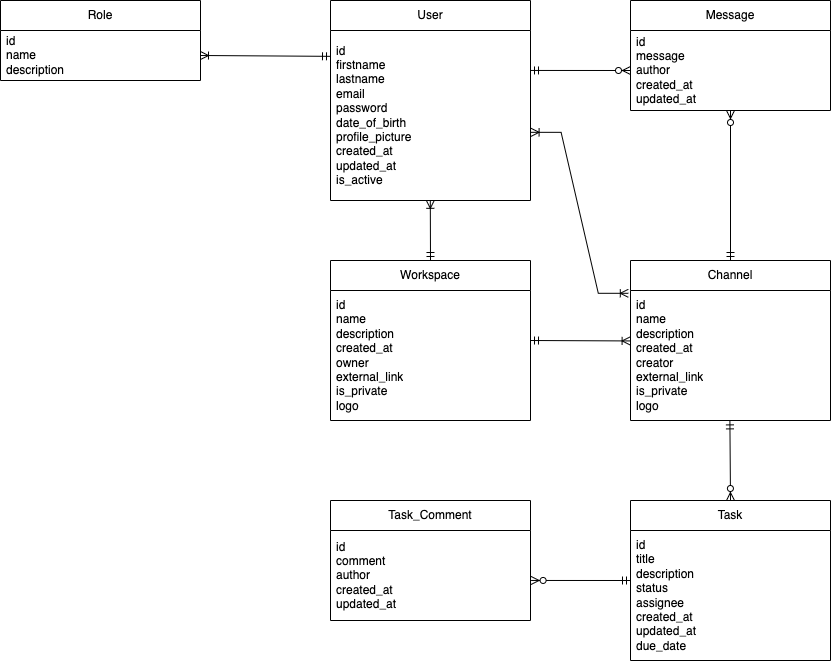 Role
id
name
description
User
id
firstname
lastname
email
password
date_of_birth
profile_picture
created_at
updated_at
is_active
Message
id
message
author
created_at
updated_at
Workspace
id
name
description
created_at
owner
external_link
is_private
logo
Channel
id
name
description
created_at
creator
external_link
is_private
logo
Task_Comment
id
comment
author
created_at
updated_at
Task
id
title
description
status
assignee
created_at
updated_at
due_date